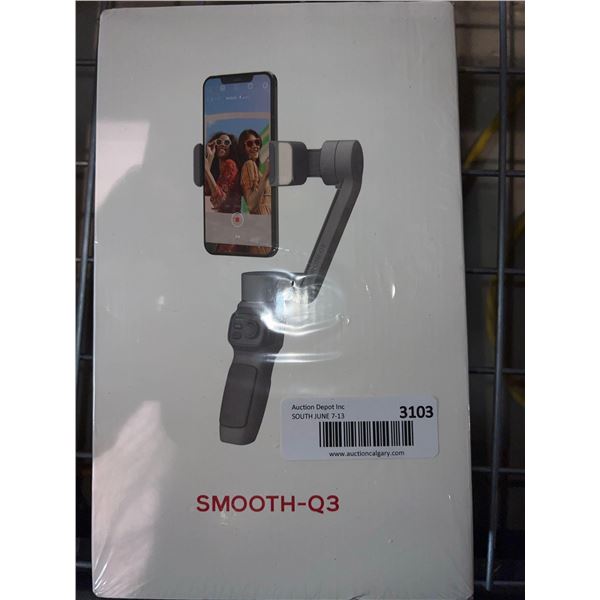 Auction Depot Inc
SOUTH JUNE 7-13
3103
www.auctioncalgary.com
SMOOTH-Q3